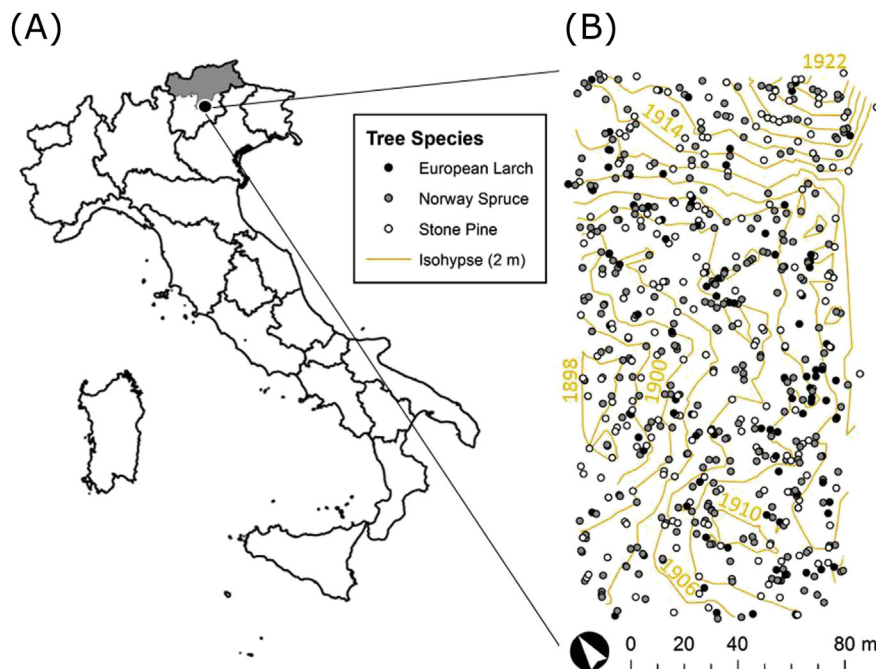 (A)
(B)
Tree Species
European Larch
Norway Spruce
Stone Pine
Isohypse (2 m)
1922
1914
1898
1900
1910
1906
0 20 40 80 m